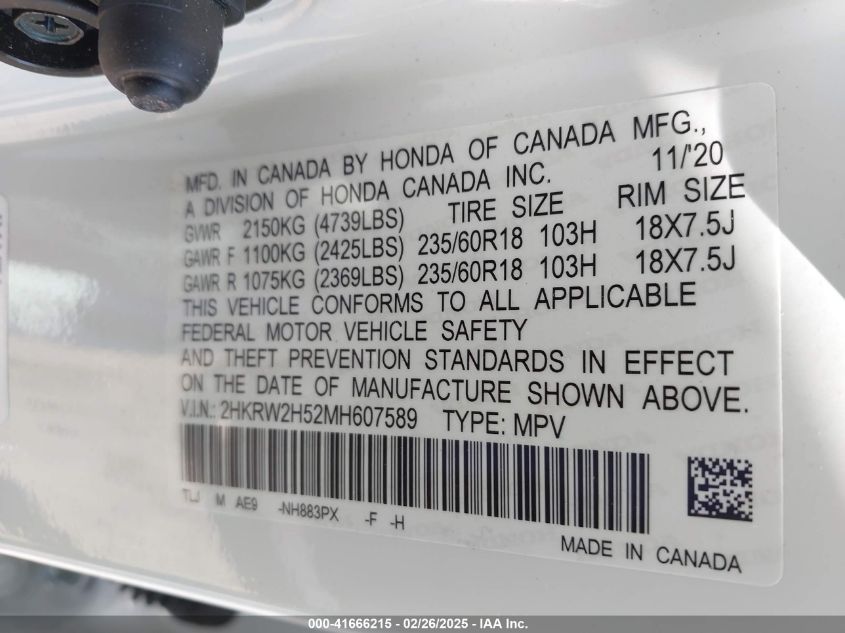 MFD. IN CANADA BY HONDA OF CANADA MFG.,
A DIVISION OF HONDA CANADA INC. 11/'20
GVWR 2150KG (4739LBS) TIRE SIZE RIM SIZE
GAWR F 1100KG (2425LBS) 235/60R18 103H 18X7.5J
GAWR R 1075KG (2369LBS) 235/60R18 103H 18X7.5J
THIS VEHICLE CONFORMS TO ALL APPLICABLE
FEDERAL MOTOR VEHICLE SAFETY
AND THEFT PREVENTION STANDARDS IN EFFECT
ON THE DATE OF MANUFACTURE SHOWN ABOVE.
V.I.N.: 2HKRW2H52MH607589 TYPE: MPV
TLJ M AE9 -NH883PX -F -H
MADE IN CANADA
000-41666215 - 02/26/2025 - IAA Inc.